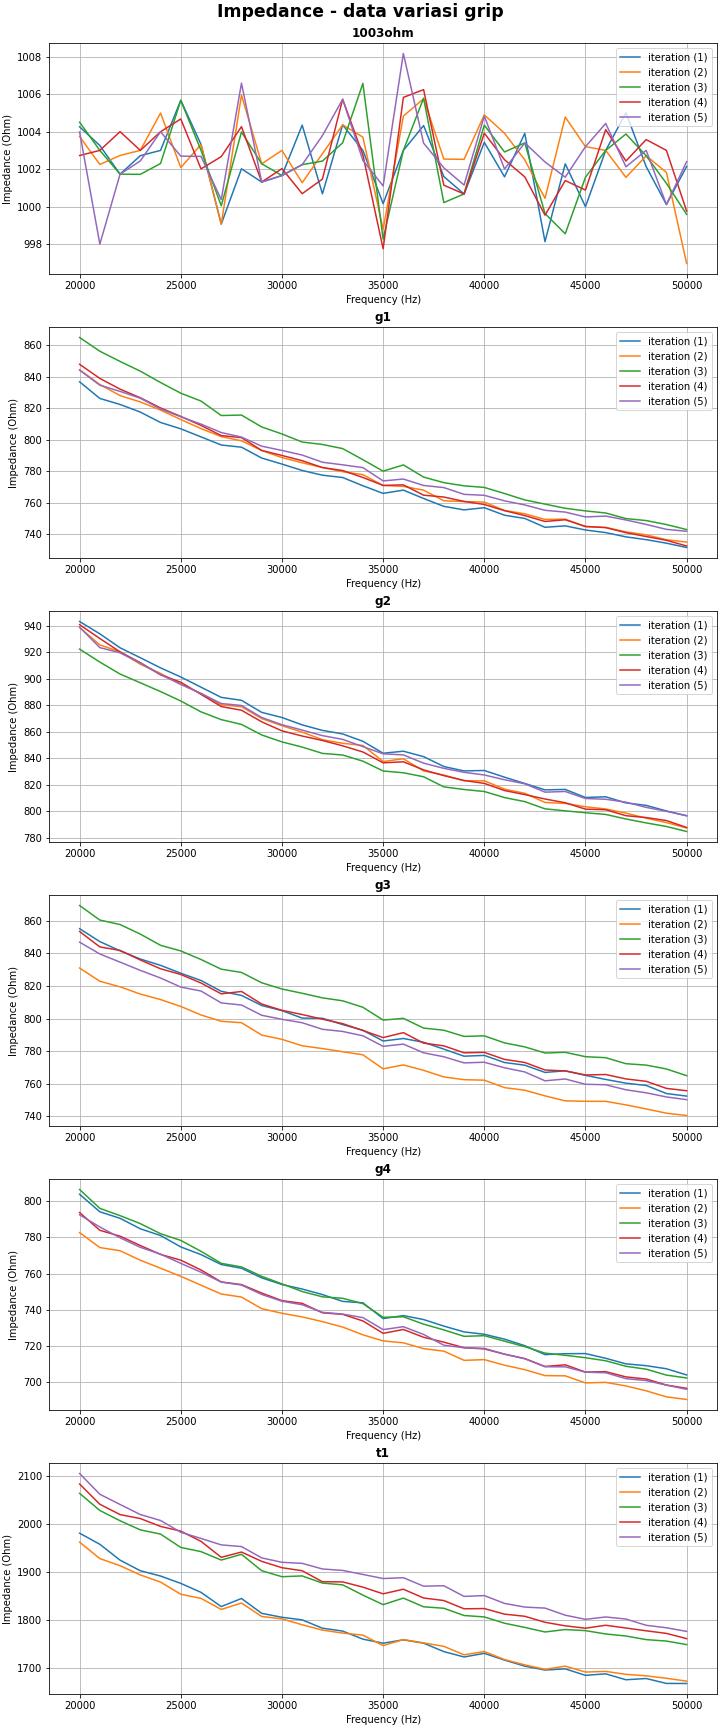 Impedance - data variasi grip
1003ohm
Impedance (Ohm)
1008
1006
1004
1002
1000
998
iteration (1)
iteration (2)
iteration (3)
iteration (4)
iteration (5)
20000 25000 30000 35000 40000 45000 50000
Frequency (Hz)
g1
Impedance (Ohm)
860
840
820
800
780
760
740
iteration (1)
iteration (2)
iteration (3)
iteration (4)
iteration (5)
20000 25000 30000 35000 40000 45000 50000
Frequency (Hz)
g2
Impedance (Ohm)
940
920
900
880
860
840
820
800
780
iteration (1)
iteration (2)
iteration (3)
iteration (4)
iteration (5)
20000 25000 30000 35000 40000 45000 50000
Frequency (Hz)
g3
Impedance (Ohm)
860
840
820
800
780
760
740
iteration (1)
iteration (2)
iteration (3)
iteration (4)
iteration (5)
20000 25000 30000 35000 40000 45000 50000
Frequency (Hz)
g4
Impedance (Ohm)
800
780
760
740
720
700
iteration (1)
iteration (2)
iteration (3)
iteration (4)
iteration (5)
20000 25000 30000 35000 40000 45000 50000
Frequency (Hz)
t1
Impedance (Ohm)
2100
2000
1900
1800
1700
iteration (1)
iteration (2)
iteration (3)
iteration (4)
iteration (5)
20000 25000 30000 35000 40000 45000 50000
Frequency (Hz)